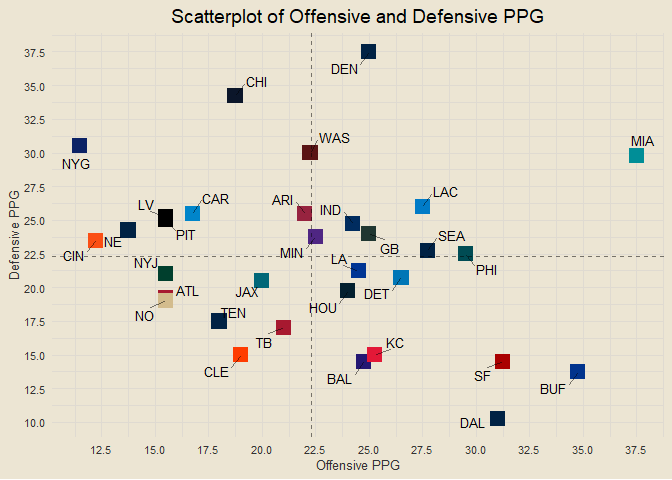 Scatterplot of Offensive and Defensive PPG
37.5
35.0
32.5
30.0
27.5
25.0
22.5
20.0
17.5
15.0
12.5
10.0
Defensive PPG
DEN
CHI
WAS
MIA
NYG
LV
CAR
ARI
IND
LAC
CIN
NE
PIT
MIN
GB
SEA
NYJ
LA
PHI
ATL
JAX
DET
NO
TEN
HOU
TB
KC
CLE
BAL
SF
BUF
DAL
12.5 15.0 17.5 20.0 22.5 25.0 27.5 30.0 32.5 35.0 37.5
Offensive PPG